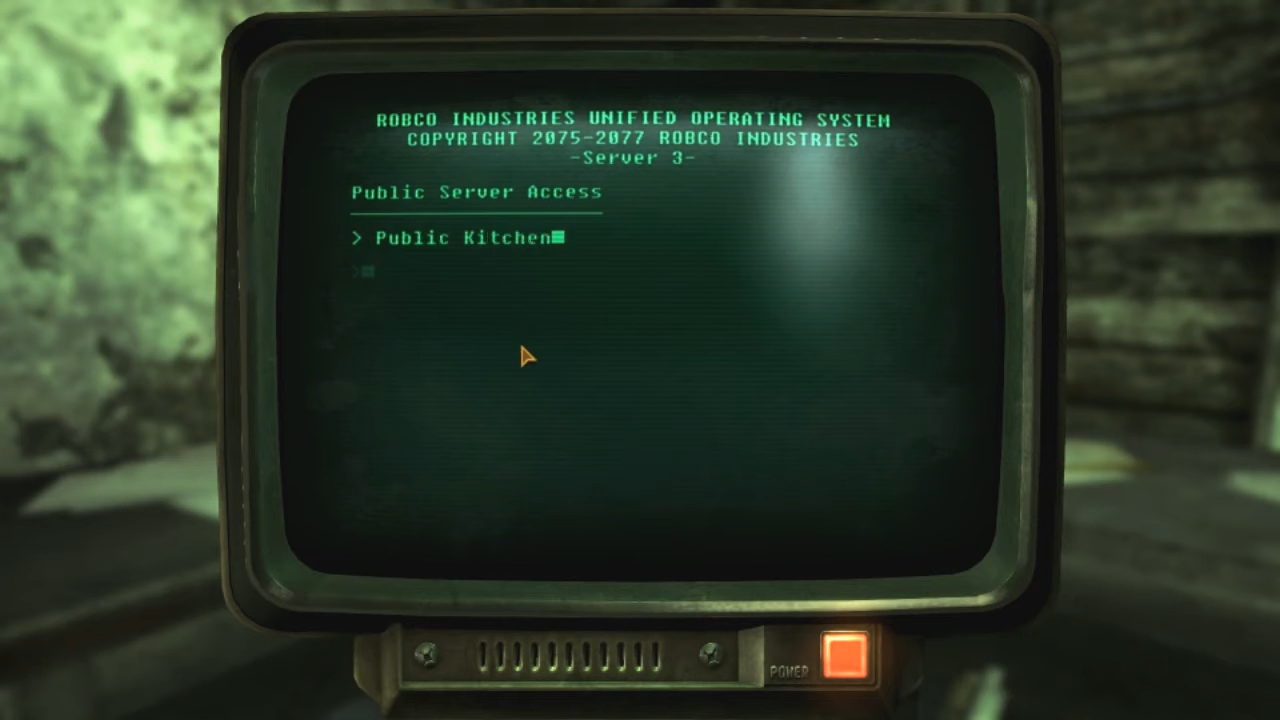 ROBCO INDUSTRIES UNIFIED OPERATING SYSTEM
COPYRIGHT 2075-2077 ROBCO INDUSTRIES
-Server 3-
Public Server Access
> Public Kitchen
>
POWER